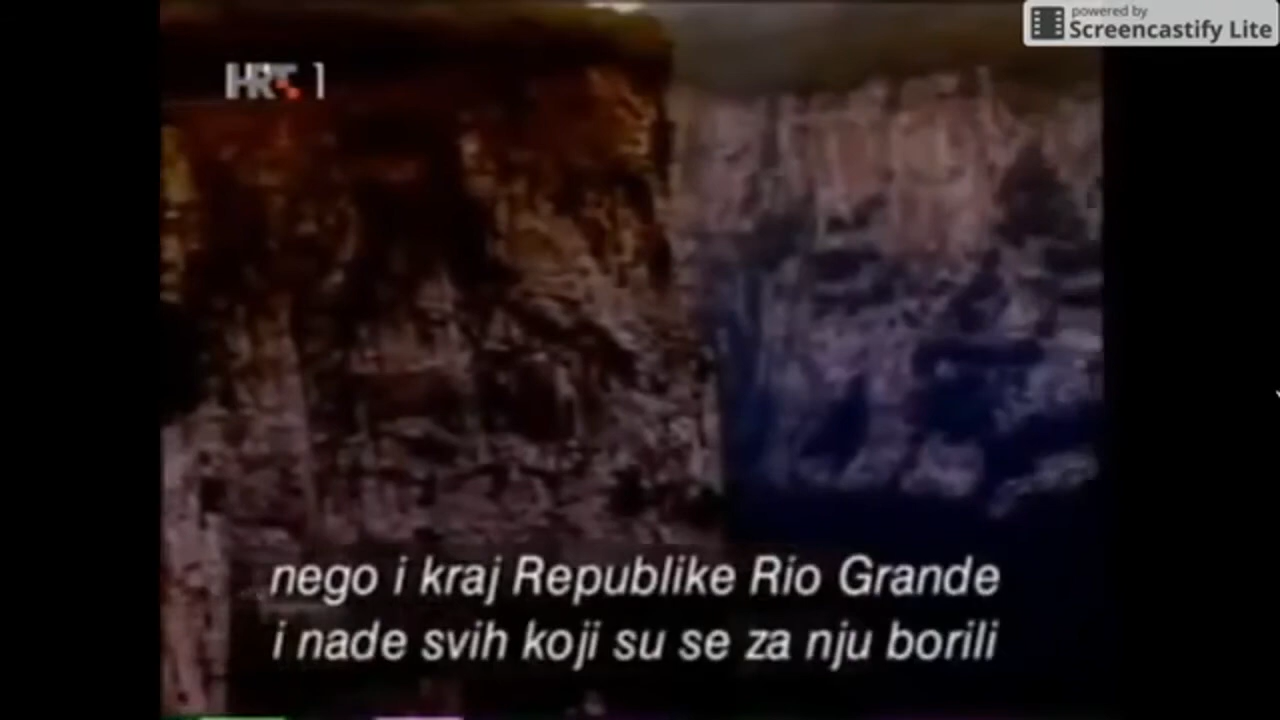 powered by
Screencastify Lite
HRT 1
nego i kraj Republike Rio Grande
i nade svih koji su se za nju borili